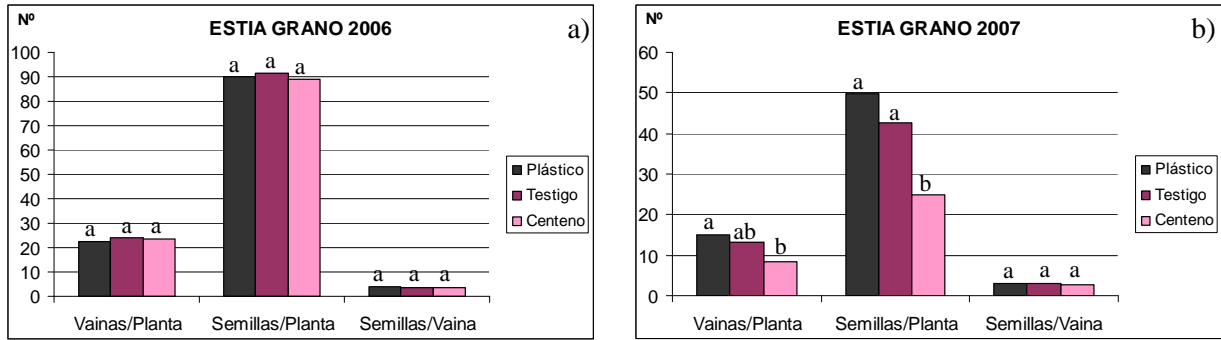 Nº
ESTIA GRANO 2006
a)
100
90
80
70
60
50
40
30
20
10
0
a a a
a a a
a a a
Vainas/Planta Semillas/Planta Semillas/Vaina
Plástico
Testigo
Centeno
Nº
ESTIA GRANO 2007
b)
60
50
40
30
20
10
0
a ab b
a a b
a a a
Vainas/Planta Semillas/Planta Semillas/Vaina
Plástico
Testigo
Centeno